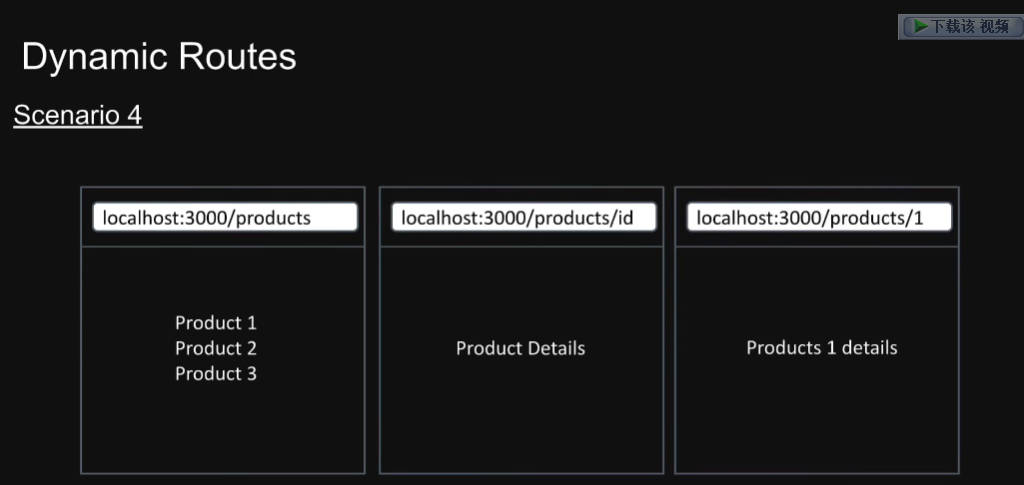 下载该 视频
Dynamic Routes
Scenario 4
localhost:3000/products
localhost:3000/products/id
localhost:3000/products/1
Product 1
Product 2
Product 3
Product Details
Products 1 details